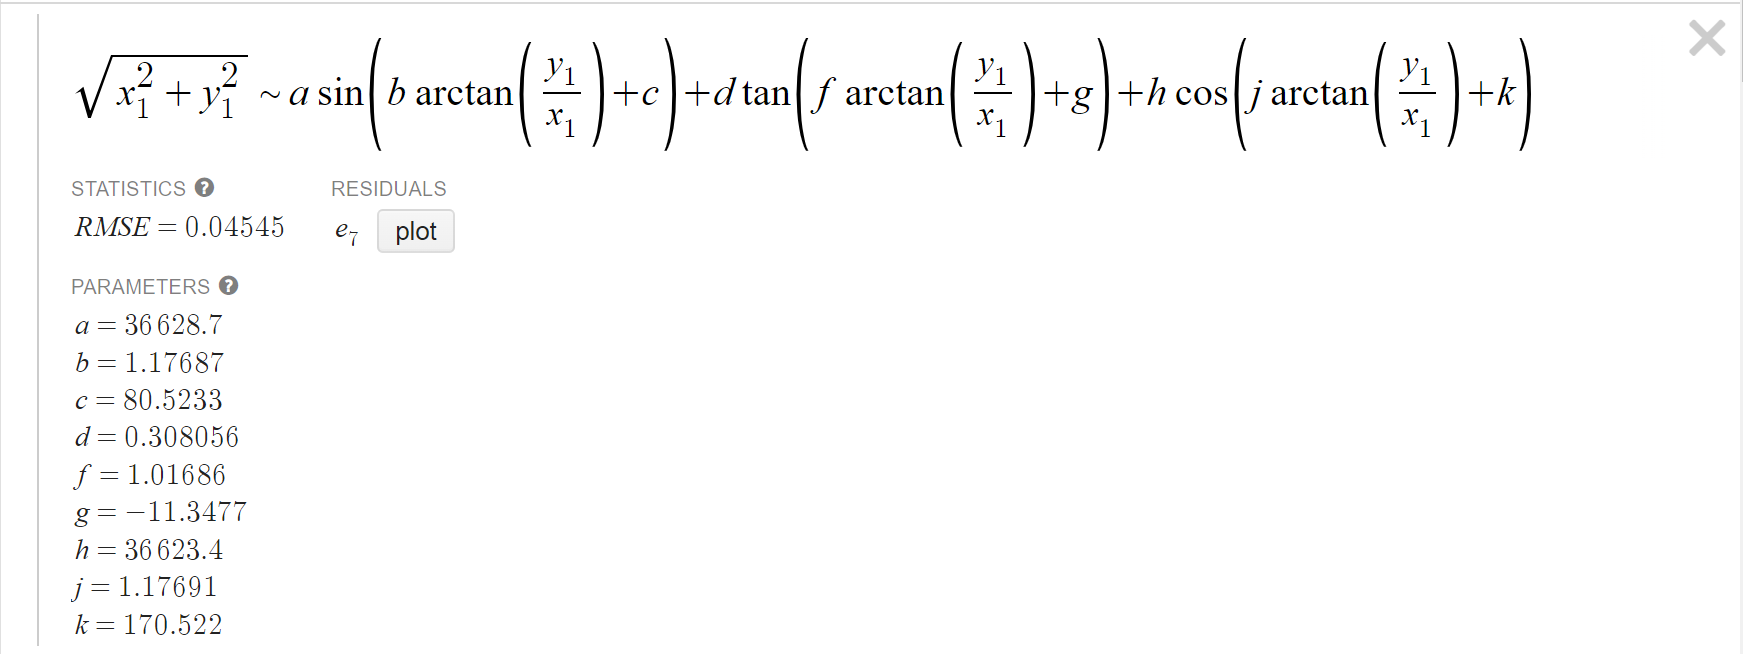 √(x₁² + y₁²) ~ a sin(b arctan(y₁/x₁)+c)+d tan(f arctan(y₁/x₁)+g)+h cos(j arctan(y₁/x₁)+k)
STATISTICS ? RESIDUALS
RMSE = 0.04545 e₇ plot
PARAMETERS ?
a = 36 628.7
b = 1.17687
c = 80.5233
d = 0.308056
f = 1.01686
g = −11.3477
h = 36 623.4
j = 1.17691
k = 170.522